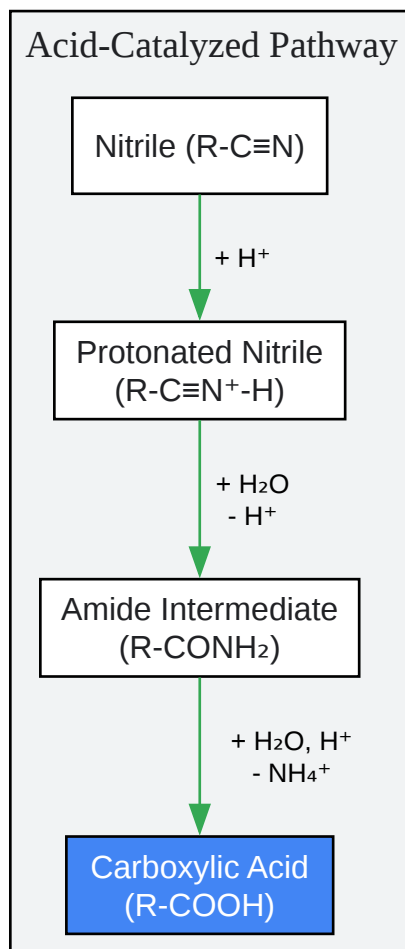 Acid-Catalyzed Pathway
Nitrile (R-C≡N)
+ H⁺
Protonated Nitrile
(R-C≡N⁺-H)
+ H₂O
- H⁺
Amide Intermediate
(R-CONH₂)
+ H₂O, H⁺
- NH₄⁺
Carboxylic Acid
(R-COOH)